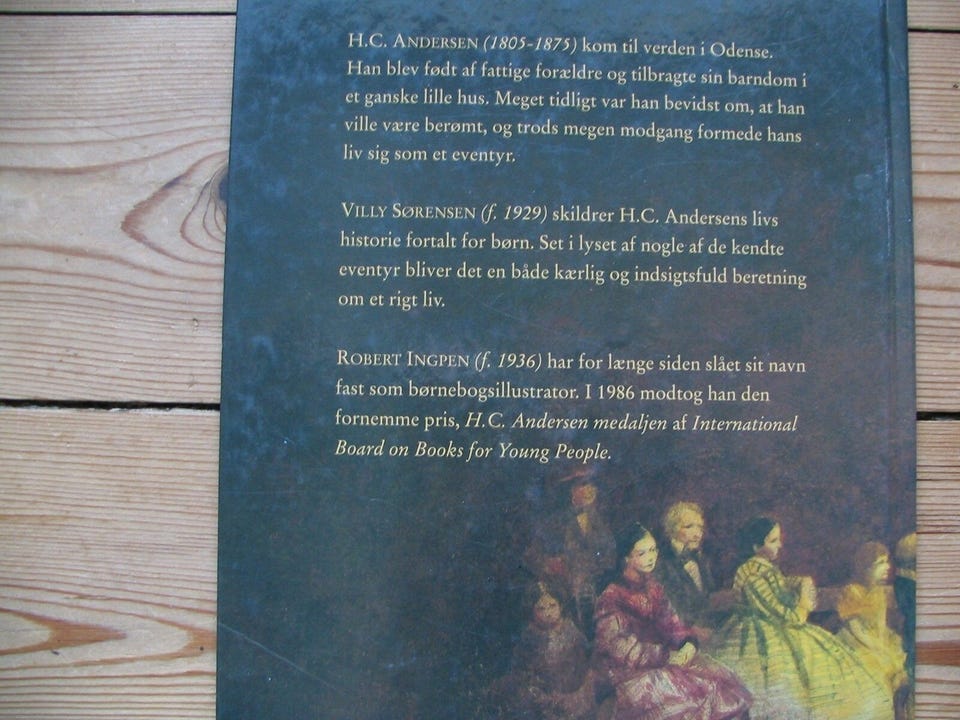 H.C. ANDERSEN (1805-1875) kom til verden i Odense.
Han blev født af fattige forældre og tilbragte sin barndom i
et ganske lille hus. Meget tidligt var han bevidst om, at han
ville være berømt, og trods megen modgang formede hans
liv sig som et eventyr.
VILLY SØRENSEN (f. 1929) skildrer H.C. Andersens livs
historie fortalt for børn. Set i lyset af nogle af de kendte
eventyr bliver det en både kærlig og indsigtsfuld beretning
om et rigt liv.
ROBERT INGPEN (f. 1936) har for længe siden slået sit navn
fast som børnebogsillustrator. I 1986 modtog han den
fornemme pris, H.C. Andersen medaljen af International
Board on Books for Young People.